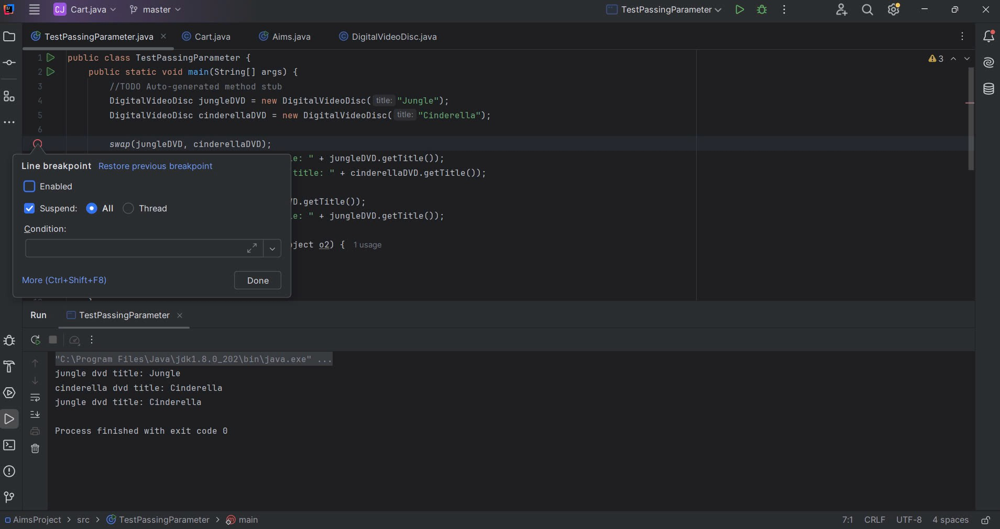 CJ Cart.java master TestPassingParameter
TestPassingParameter.java Cart.java Aims.java DigitalVideoDisc.java
1 public class TestPassingParameter { 3
2 public static void main(String[] args) {
3 //TODO Auto-generated method stub
4 DigitalVideoDisc jungleDVD = new DigitalVideoDisc( title: "Jungle");
5 DigitalVideoDisc cinderellaDVD = new DigitalVideoDisc( title: "Cinderella");
6
swap(jungleDVD, cinderellaDVD);
e: " + jungleDVD.getTitle());
title: " + cinderellaDVD.getTitle());
D.getTitle());
e: " + jungleDVD.getTitle());
ject o2) { 1 usage
Line breakpoint Restore previous breakpoint
Enabled
Suspend: All Thread
Condition:
More (Ctrl+Shift+F8) Done
Run TestPassingParameter
"C:\Program Files\Java\jdk1.8.0_202\bin\java.exe" ...
jungle dvd title: Jungle
cinderella dvd title: Cinderella
jungle dvd title: Cinderella
Process finished with exit code 0
AimsProject > src > TestPassingParameter > main 7:1 CRLF UTF-8 4 spaces